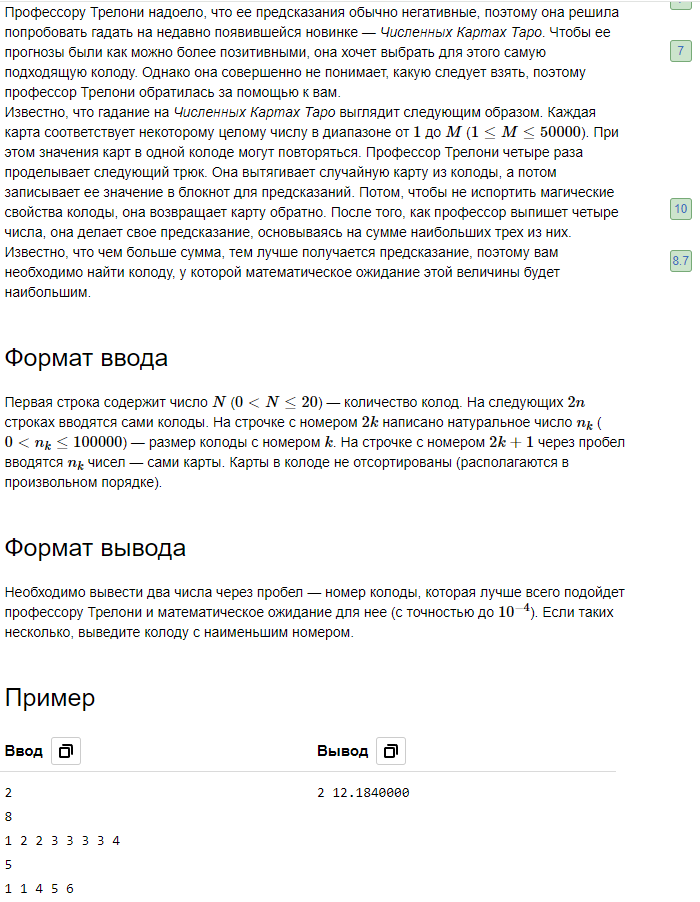 Профессору Трелони надоело, что ее предсказания обычно негативные, поэтому она решила
попробовать гадать на недавно появившейся новинке — Численных Картах Таро. Чтобы ее
7
прогнозы были как можно более позитивными, она хочет выбрать для этого самую
подходящую колоду. Однако она совершенно не понимает, какую следует взять, поэтому
профессор Трелони обратилась за помощью к вам.
Известно, что гадание на Численных Картах Таро выглядит следующим образом. Каждая
карта соответствует некоторому целому числу в диапазоне от 1 до M (1 ≤ M ≤ 50000). При
этом значения карт в одной колоде могут повторяться. Профессор Трелони четыре раза
проделывает следующий трюк. Она вытягивает случайную карту из колоды, а потом
записывает ее значение в блокнот для предсказаний. Потом, чтобы не испортить магические
10
свойства колоды, она возвращает карту обратно. После того, как профессор выпишет четыре
числа, она делает свое предсказание, основываясь на сумме наибольших трех из них.
Известно, что чем больше сумма, тем лучше получается предсказание, поэтому вам
8.7
необходимо найти колоду, у которой математическое ожидание этой величины будет
наибольшим.
Формат ввода
Первая строка содержит число N (0 < N ≤ 20) — количество колод. На следующих 2n
строках вводятся сами колоды. На строчке с номером 2k написано натуральное число nₖ (
0 < nₖ ≤ 100000) — размер колоды с номером k. На строчке с номером 2k + 1 через пробел
вводятся nₖ чисел — сами карты. Карты в колоде не отсортированы (располагаются в
произвольном порядке).
Формат вывода
Необходимо вывести два числа через пробел — номер колоды, которая лучше всего подойдет
профессору Трелони и математическое ожидание для нее (с точностью до 10⁻⁴). Если таких
несколько, выведите колоду с наименьшим номером.
Пример
Ввод
Вывод
2
2 12.1840000
8
1 2 2 3 3 3 3 4
5
1 1 4 5 6